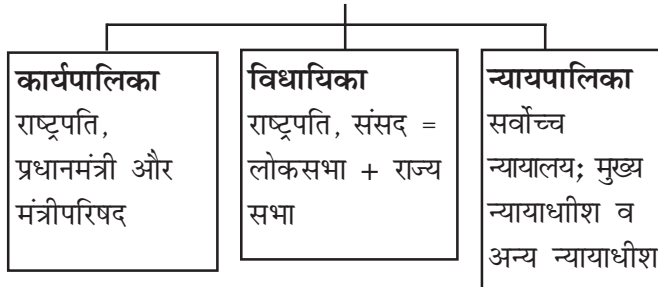 कार्यपालिका
राष्ट्रपति,
प्रधानमंत्री और
मंत्रीपरिषद
विधायिका
राष्ट्रपति, संसद =
लोकसभा + राज्य
सभा
न्यायपालिका
सर्वोच्च
न्यायालय; मुख्य
न्यायाधाीश व
अन्य न्यायाधीश